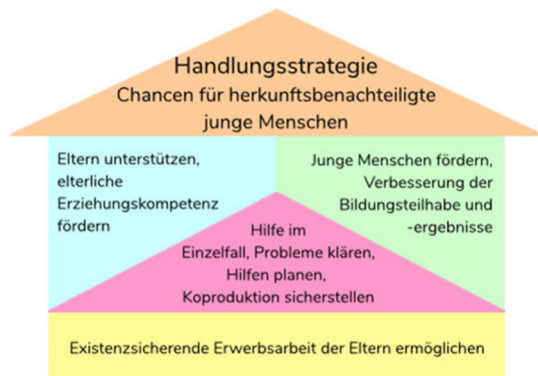 Handlungsstrategie
Chancen für herkunftsbenachteiligte
junge Menschen
Eltern unterstützen,
elterliche
Erziehungskompetenz
fördern
Junge Menschen fördern,
Verbesserung der
Bildungsteilhabe und
-ergebnisse
Hilfe im
Einzelfall, Probleme klären,
Hilfen planen,
Koproduktion sicherstellen
Existenzsicherende Erwerbsarbeit der Eltern ermöglichen